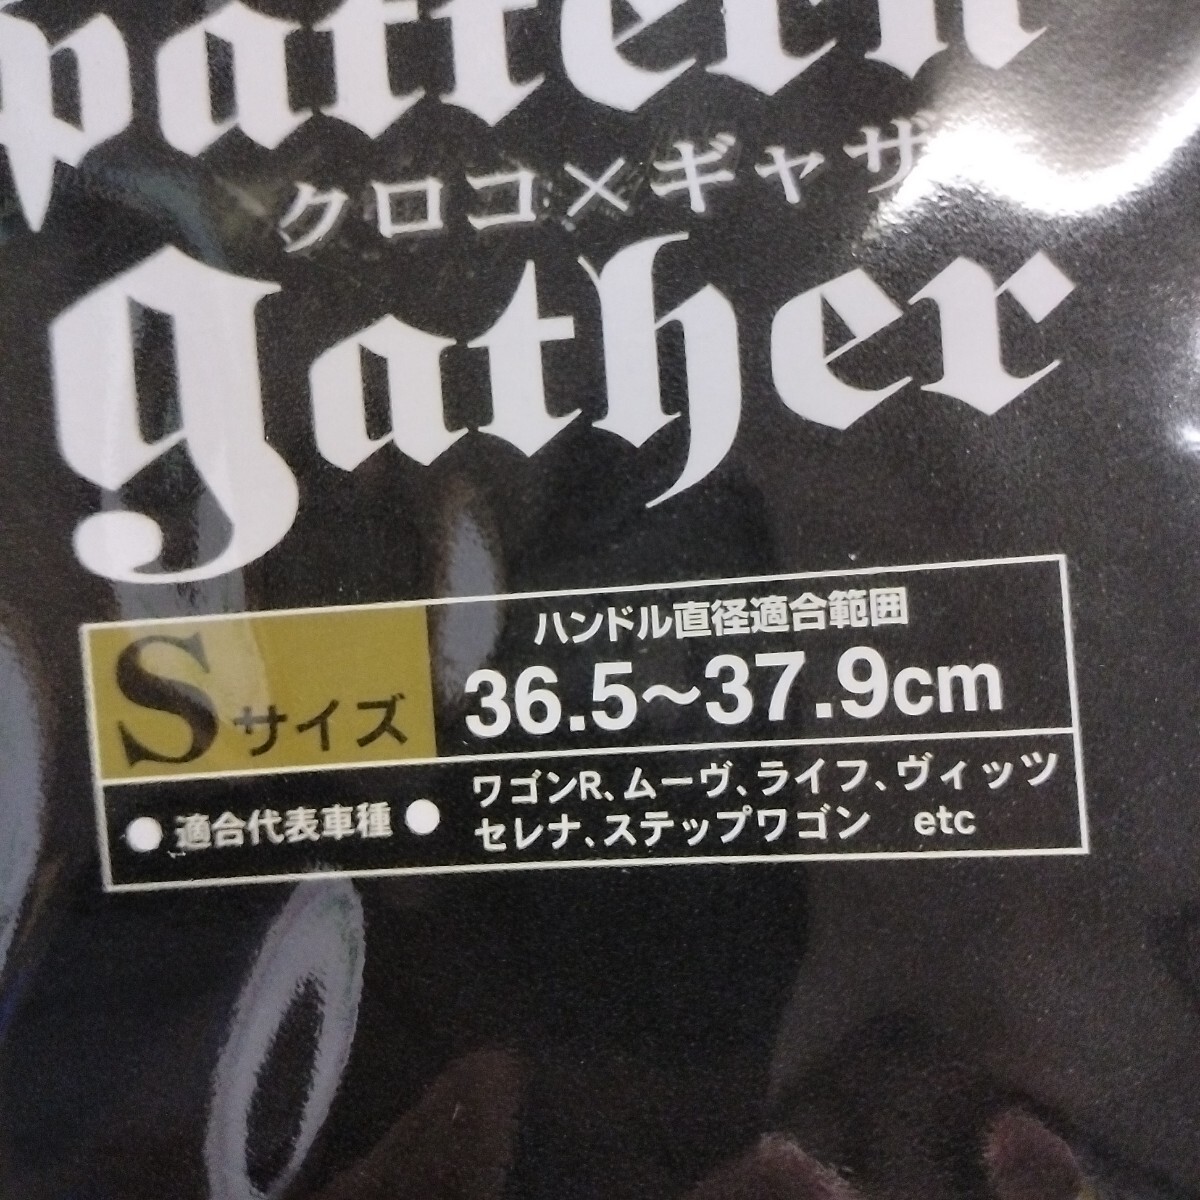 pattern
クロコ×ギャザー
gather
Sサイズ
ハンドル直径適合範囲
36.5~37.9cm
●適合代表車種●
ワゴンR、ムーヴ、ライフ、ヴィッツ
セレナ、ステップワゴン etc